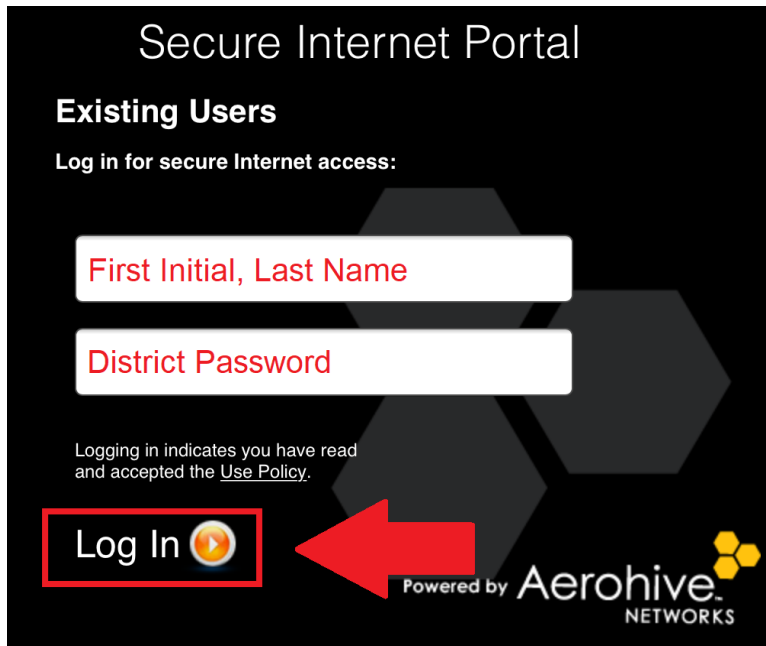 Secure Internet Portal
Existing Users
Log in for secure Internet access:
First Initial, Last Name
District Password
Logging in indicates you have read
and accepted the Use Policy.
Log In
Powered by Aerohive™
NETWORKS